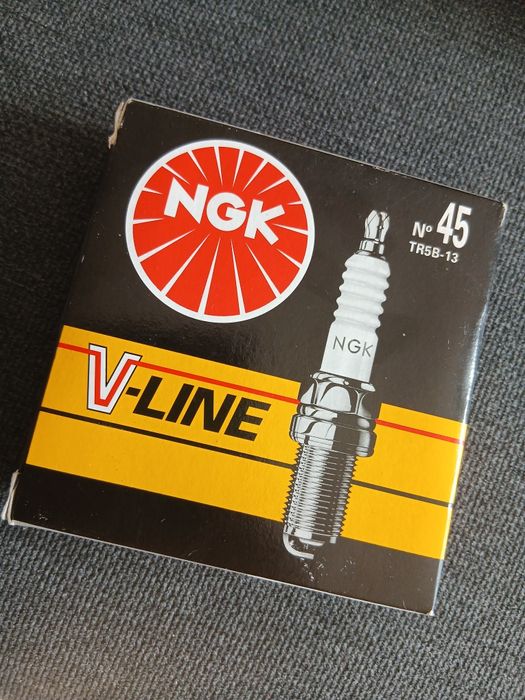 NGK
Nº 45
TR5B-13
NGK
V-LINE